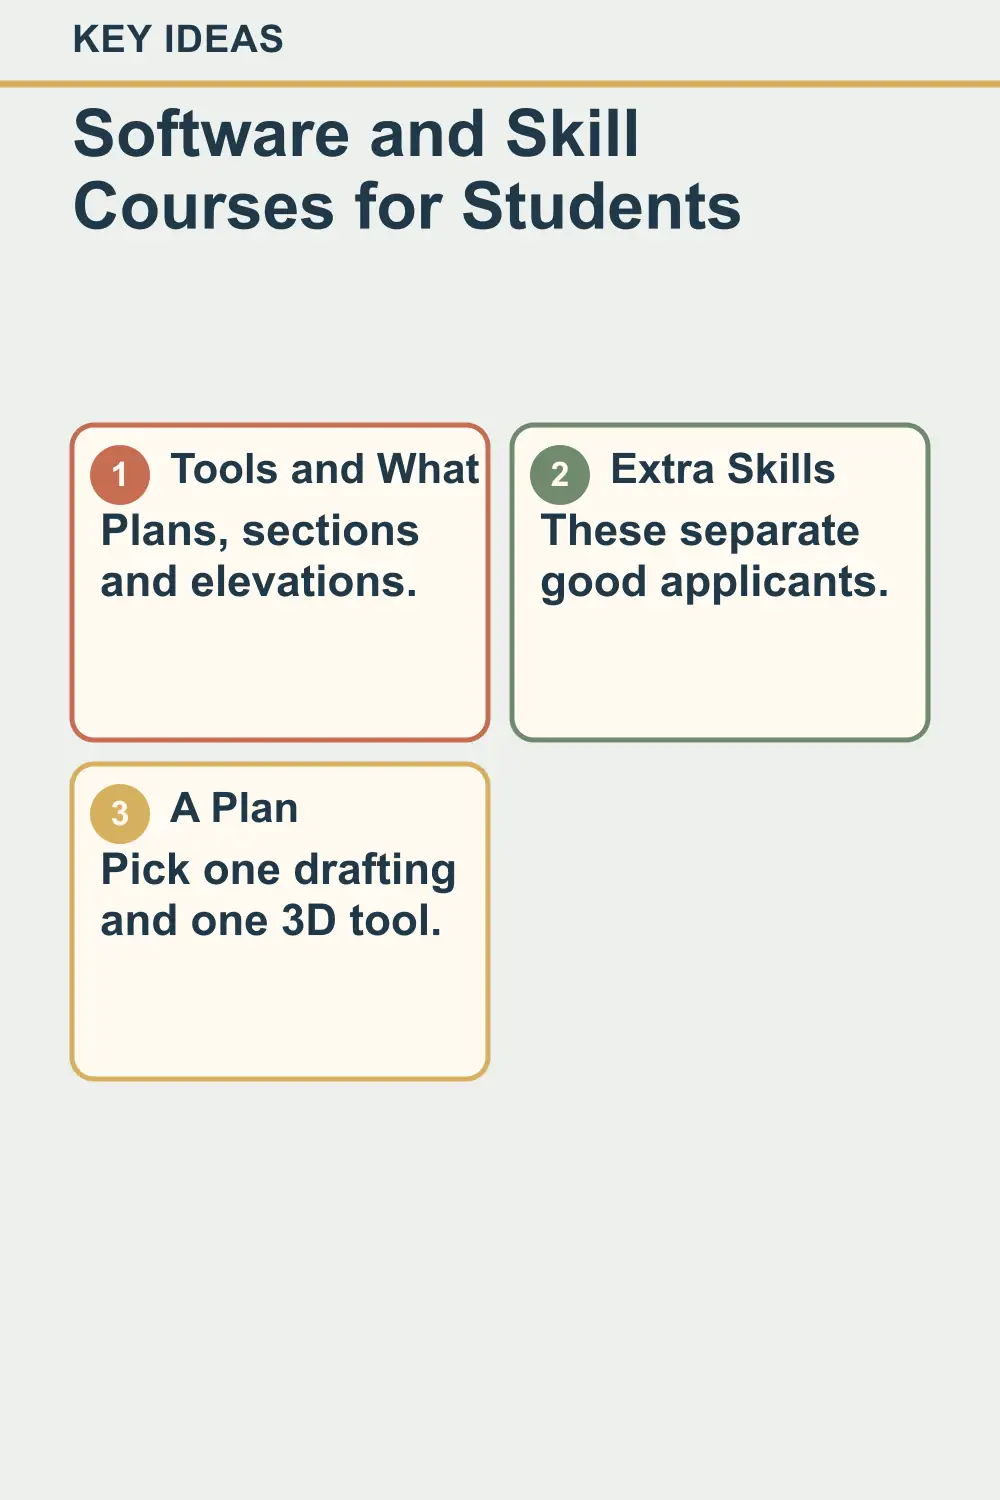 KEY IDEAS
Software and Skill
Courses for Students
1 Tools and What
Plans, sections
and elevations.
2 Extra Skills
These separate
good applicants.
3 A Plan
Pick one drafting
and one 3D tool.